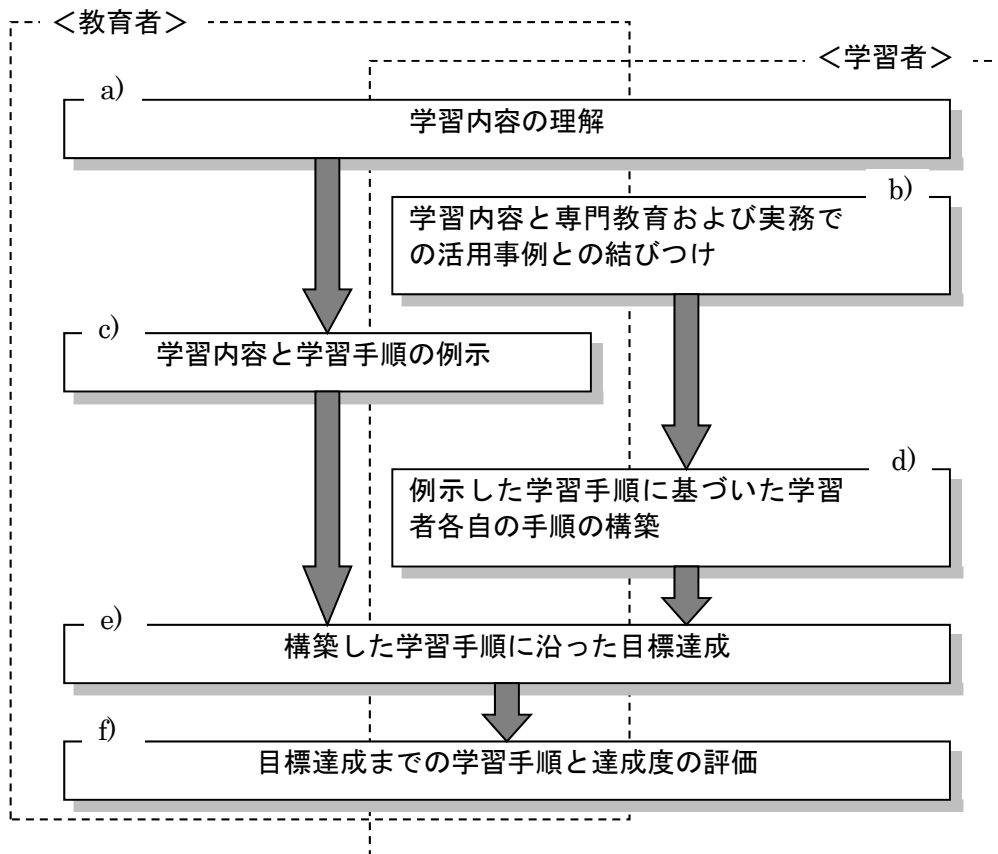 <教育者>
<学習者>
a)
学習内容の理解
b)
学習内容と専門教育および実務で
の活用事例との結びつけ
c)
学習内容と学習手順の例示
d)
例示した学習手順に基づいた学習
者各自の手順の構築
e)
構築した学習手順に沿った目標達成
f)
目標達成までの学習手順と達成度の評価